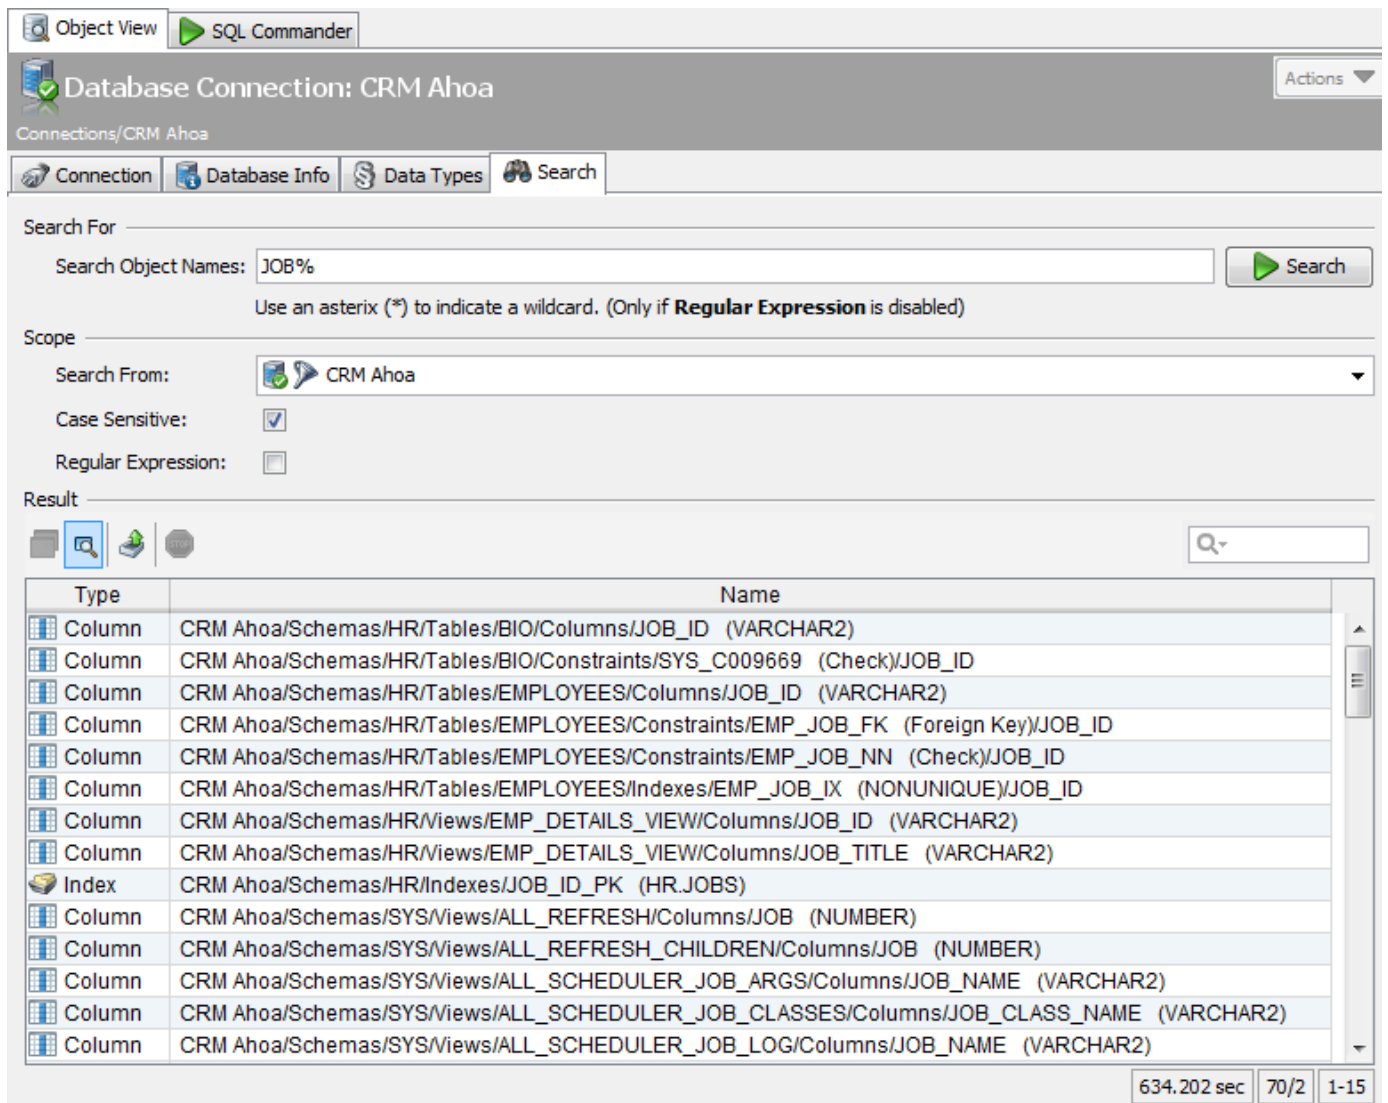 Object View SQL Commander
Database Connection: CRM Ahoa
Actions
Connections/CRM Ahoa
Connection Database Info Data Types Search
Search For
Search Object Names: JOB% Search
Use an asterix (*) to indicate a wildcard. (Only if Regular Expression is disabled)
Scope
Search From: CRM Ahoa
Case Sensitive:
Regular Expression:
Result
STOP
Type Name
Column CRM Ahoa/Schemas/HR/Tables/BIO/Columns/JOB_ID (VARCHAR2)
Column CRM Ahoa/Schemas/HR/Tables/BIO/Constraints/SYS_C009669 (Check)/JOB_ID
Column CRM Ahoa/Schemas/HR/Tables/EMPLOYEES/Columns/JOB_ID (VARCHAR2)
Column CRM Ahoa/Schemas/HR/Tables/EMPLOYEES/Constraints/EMP_JOB_FK (Foreign Key)/JOB_ID
Column CRM Ahoa/Schemas/HR/Tables/EMPLOYEES/Constraints/EMP_JOB_NN (Check)/JOB_ID
Column CRM Ahoa/Schemas/HR/Tables/EMPLOYEES/Indexes/EMP_JOB_IX (NONUNIQUE)/JOB_ID
Column CRM Ahoa/Schemas/HR/Views/EMP_DETAILS_VIEW/Columns/JOB_ID (VARCHAR2)
Column CRM Ahoa/Schemas/HR/Views/EMP_DETAILS_VIEW/Columns/JOB_TITLE (VARCHAR2)
Index CRM Ahoa/Schemas/HR/Indexes/JOB_ID_PK (HR.JOBS)
Column CRM Ahoa/Schemas/SYS/Views/ALL_REFRESH/Columns/JOB (NUMBER)
Column CRM Ahoa/Schemas/SYS/Views/ALL_REFRESH_CHILDREN/Columns/JOB (NUMBER)
Column CRM Ahoa/Schemas/SYS/Views/ALL_SCHEDULER_JOB_ARGS/Columns/JOB_NAME (VARCHAR2)
Column CRM Ahoa/Schemas/SYS/Views/ALL_SCHEDULER_JOB_CLASSES/Columns/JOB_CLASS_NAME (VARCHAR2)
Column CRM Ahoa/Schemas/SYS/Views/ALL_SCHEDULER_JOB_LOG/Columns/JOB_NAME (VARCHAR2)
634.202 sec 70/2 1-15